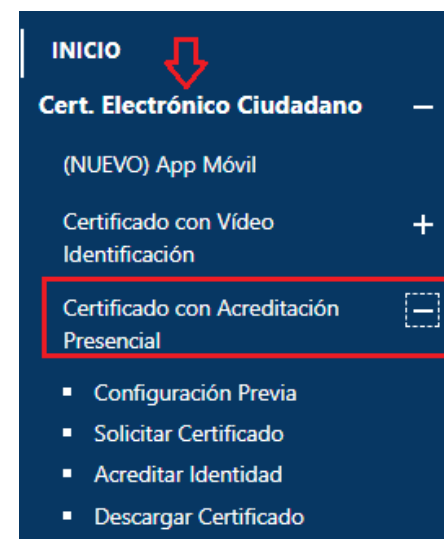 INICIO
Cert. Electrónico Ciudadano
(NUEVO) App Móvil
Certificado con Vídeo
Identificación
Certificado con Acreditación
Presencial
Configuración Previa
Solicitar Certificado
Acreditar Identidad
Descargar Certificado